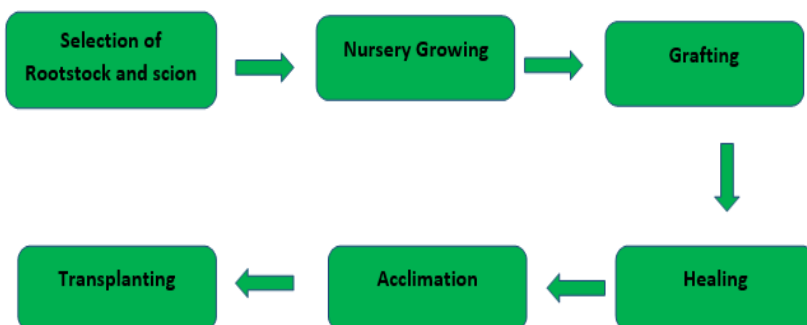 Selection of
Rootstock and scion
Nursery Growing
Grafting
Healing
Acclimation
Transplanting